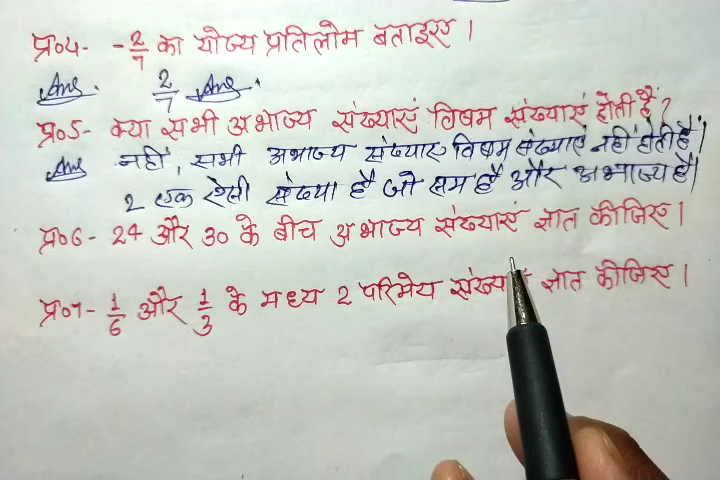 प्र०4- -2/7 का योज्य प्रतिलोम बताइए।
Ans. 2/7 Ans.
प्र०5- क्या सभी अभाज्य संख्याएं विषम संख्याएं होती हैं?
Ans नहीं, सभी अभाज्य संख्याएं विषम संख्याएं नहीं होती हैं।
2 एक ऐसी संख्या है जो सम है और अभाज्य है।
प्र०6- 24 और 30 के बीच अभाज्य संख्याएं ज्ञात कीजिए।
प्र०7- 1/6 और 1/3 के मध्य 2 परिमेय संख्याएं ज्ञात कीजिए।